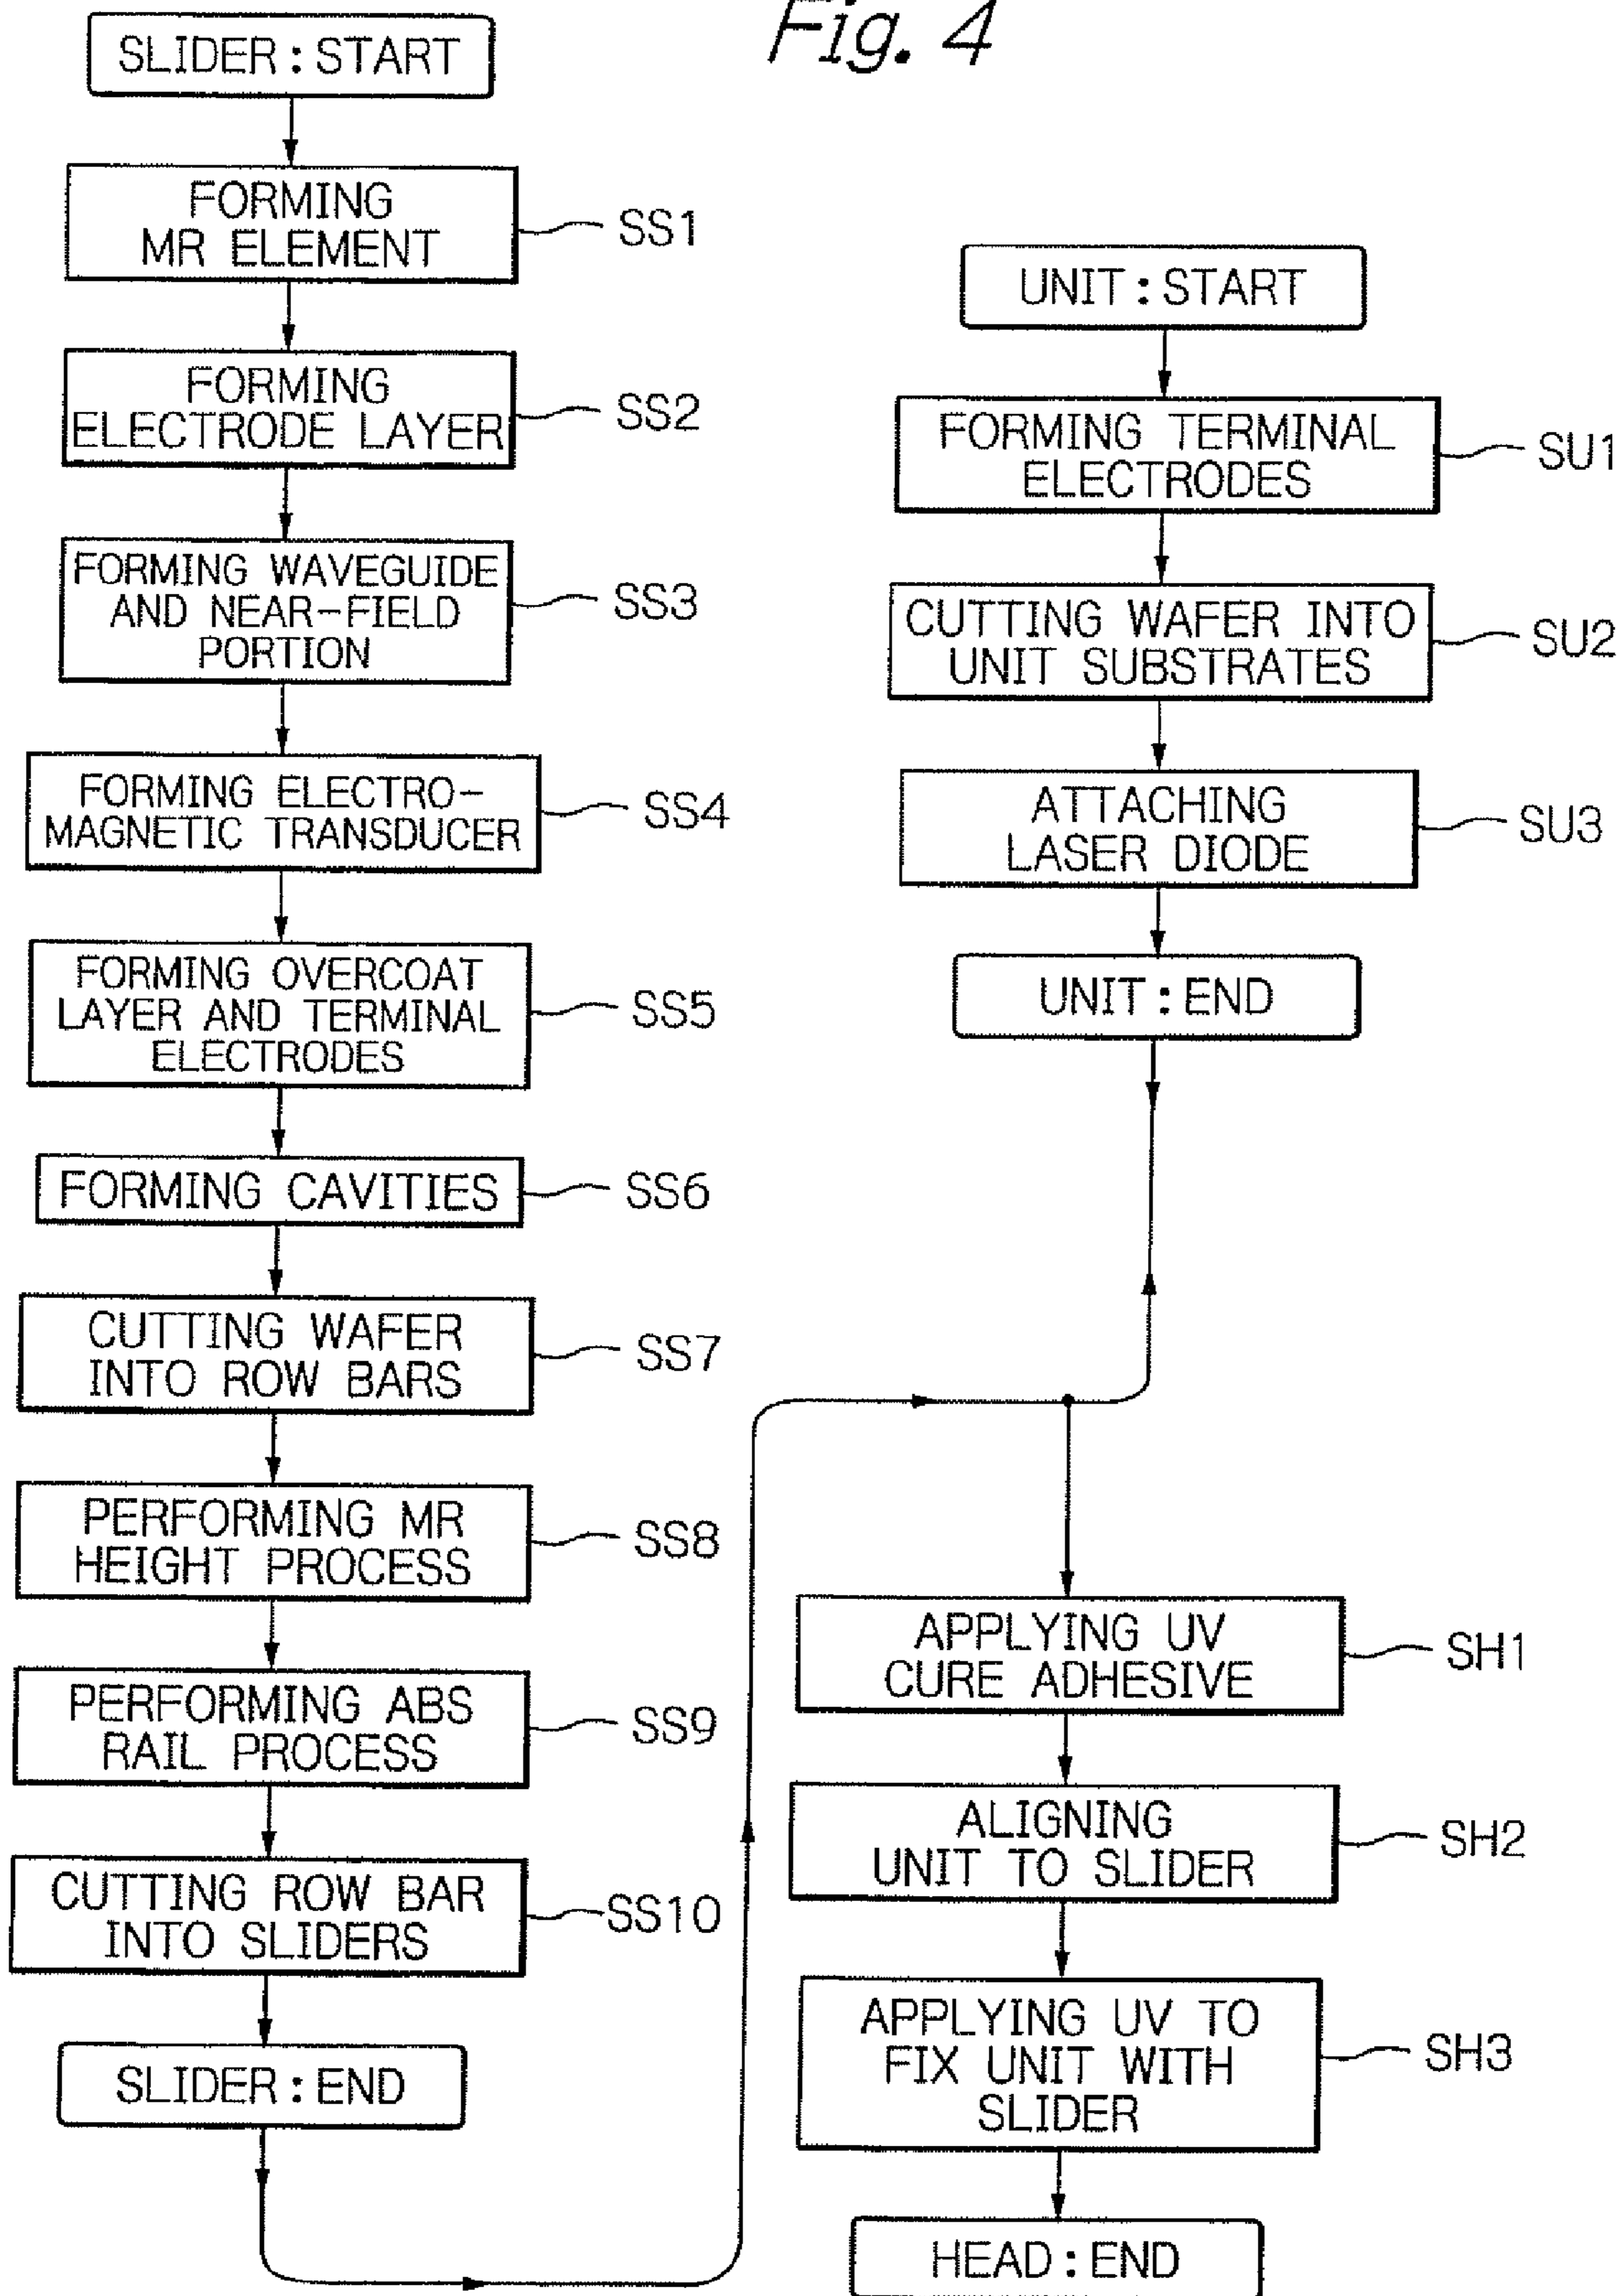 Fig. 4
SLIDER : START
FORMING
MR ELEMENT
SS1
FORMING
ELECTRODE LAYER
SS2
FORMING WAVEGUIDE
AND NEAR-FIELD
PORTION
SS3
FORMING ELECTRO-
MAGNETIC TRANSDUCER
SS4
FORMING OVERCOAT
LAYER AND TERMINAL
ELECTRODES
SS5
FORMING CAVITIES
SS6
CUTTING WAFER
INTO ROW BARS
SS7
PERFORMING MR
HEIGHT PROCESS
SS8
PERFORMING ABS
RAIL PROCESS
SS9
CUTTING ROW BAR
INTO SLIDERS
SS10
SLIDER : END
UNIT : START
FORMING TERMINAL
ELECTRODES
SU1
CUTTING WAFER INTO
UNIT SUBSTRATES
SU2
ATTACHING
LASER DIODE
SU3
UNIT : END
APPLYING UV
CURE ADHESIVE
SH1
ALIGNING
UNIT TO SLIDER
SH2
APPLYING UV TO
FIX UNIT WITH
SLIDER
SH3
HEAD : END